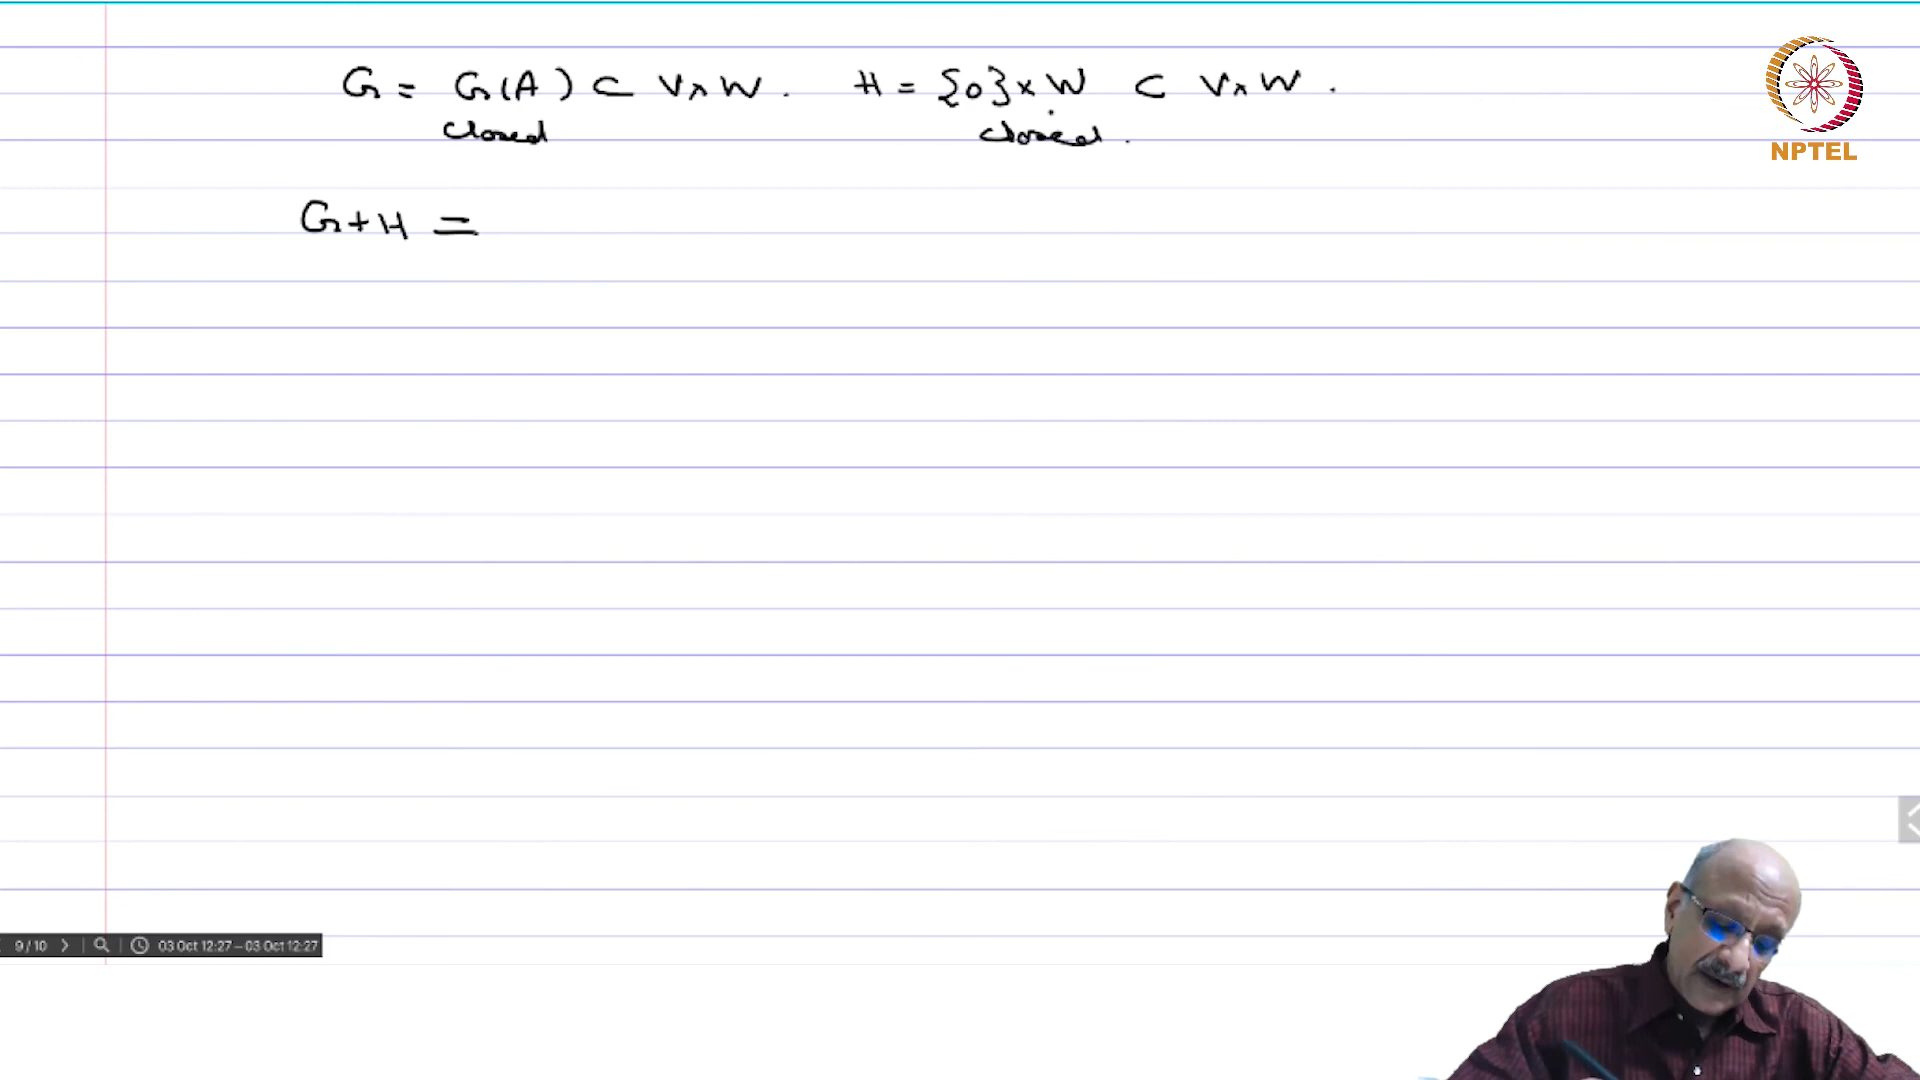 G = G(A) ⊂ V × W . H = {0} × W ⊂ V × W .
closed closed .
G + H =
NPTEL
9 / 10 03 Oct 12:27 – 03 Oct 12:27